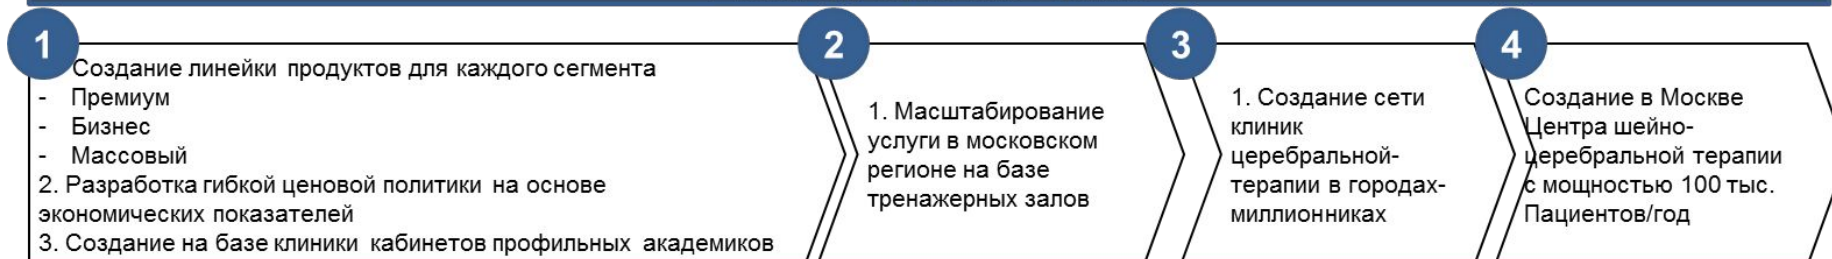 1
Создание линейки продуктов для каждого сегмента
- Премиум
- Бизнес
- Массовый
2. Разработка гибкой ценовой политики на основе
экономических показателей
3. Создание на базе клиники кабинетов профильных академиков
2
1. Масштабирование
услуги в московском
регионе на базе
тренажерных залов
3
1. Создание сети
клиник
церебральной-
терапии в городах-
миллионниках
4
Создание в Москве
Центра шейно-
церебральной терапии
с мощностью 100 тыс.
Пациентов/год